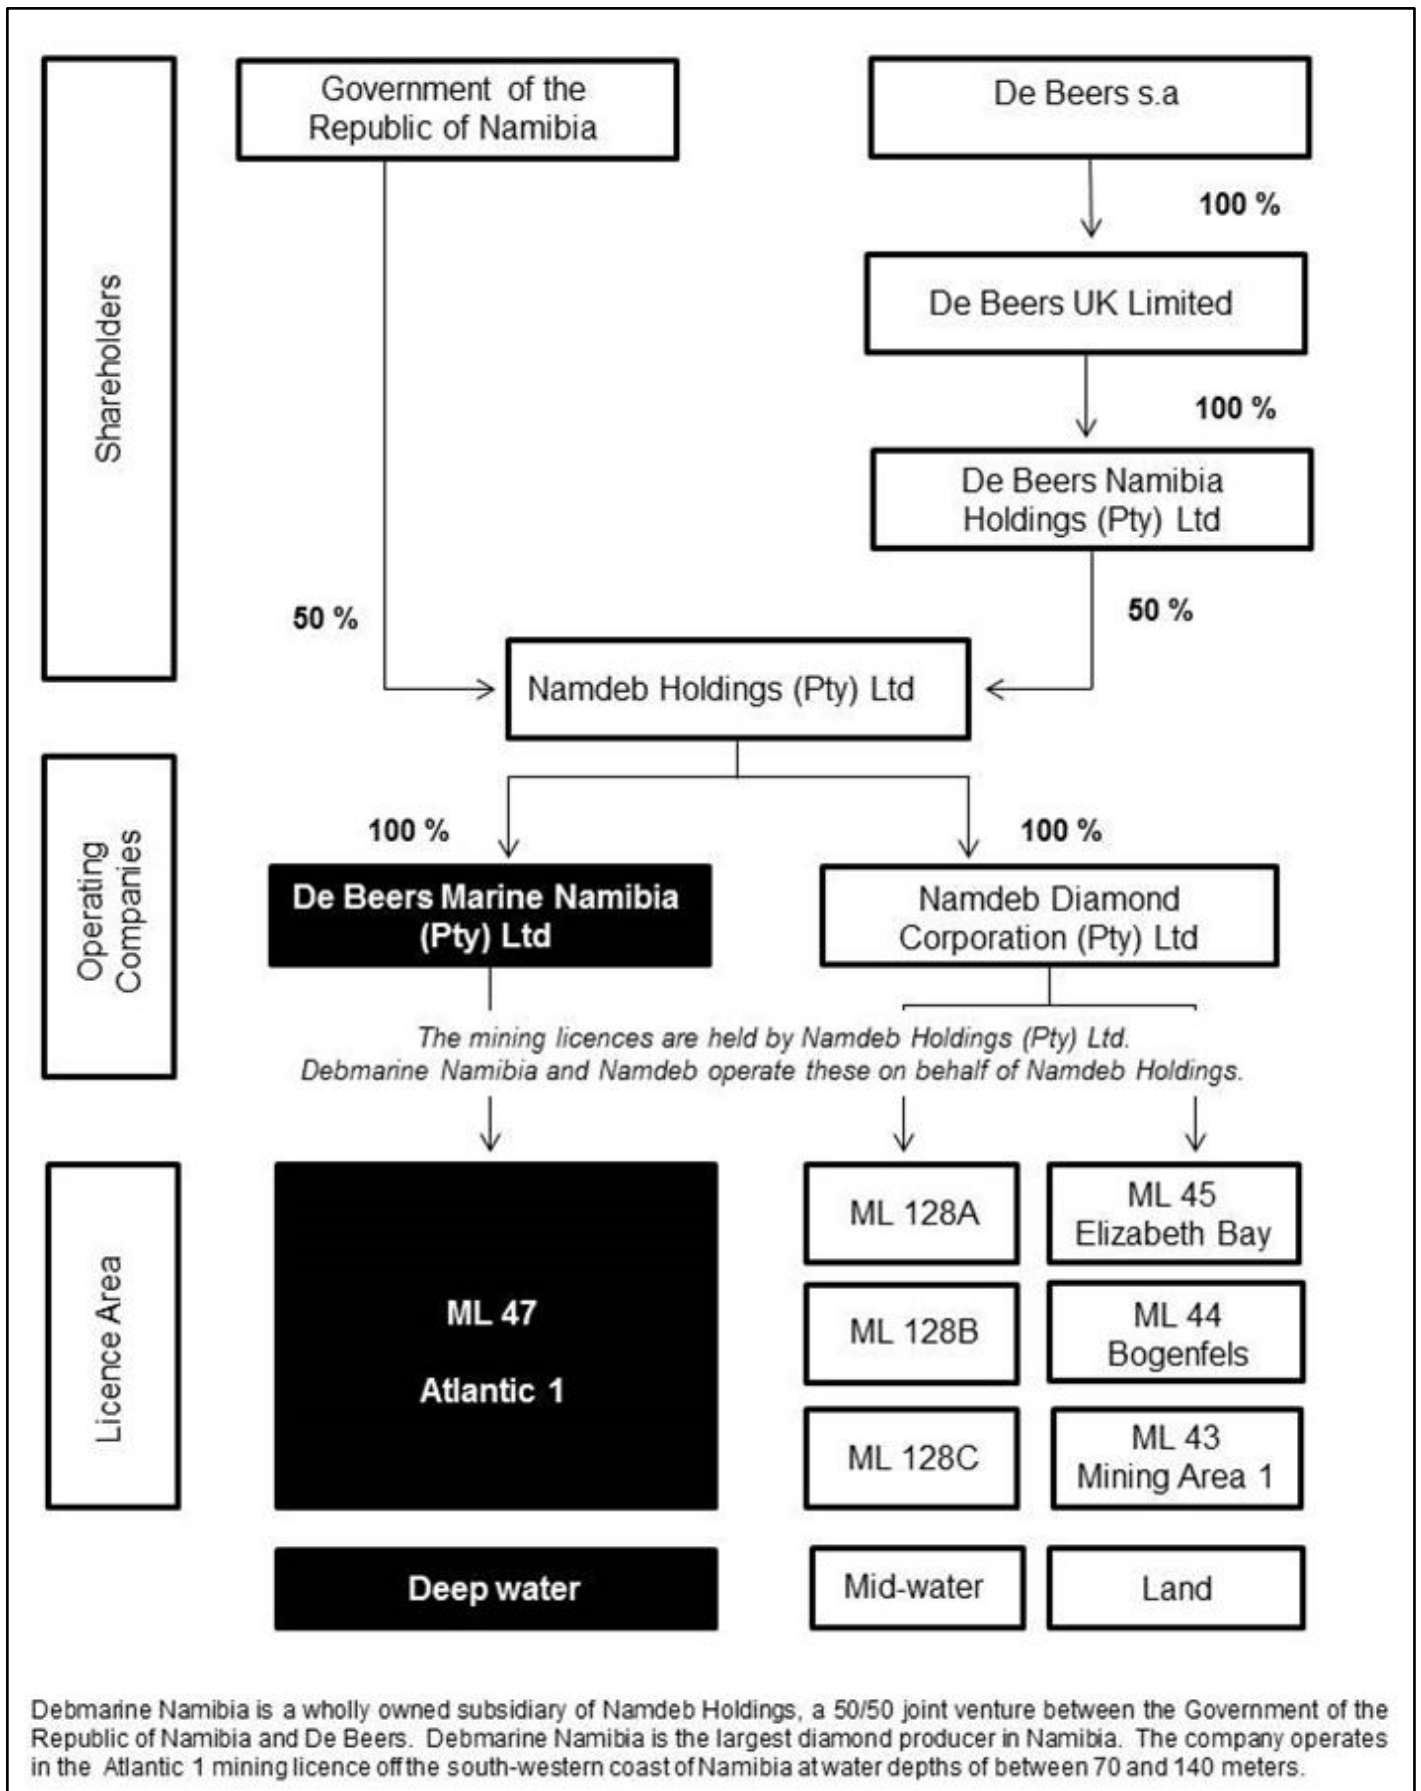 Shareholders
Government of the
Republic of Namibia
De Beers s.a
100 %
De Beers UK Limited
100 %
De Beers Namibia
Holdings (Pty) Ltd
50 %
50 %
Namdeb Holdings (Pty) Ltd
Operating
Companies
100 %
100 %
De Beers Marine Namibia
(Pty) Ltd
Namdeb Diamond
Corporation (Pty) Ltd
The mining licences are held by Namdeb Holdings (Pty) Ltd.
Debmarine Namibia and Namdeb operate these on behalf of Namdeb Holdings.
Licence Area
ML 47
Atlantic 1
ML 128A
ML 45
Elizabeth Bay
ML 128B
ML 44
Bogenfels
ML 128C
ML 43
Mining Area 1
Deep water
Mid-water
Land
Debmarine Namibia is a wholly owned subsidiary of Namdeb Holdings, a 50/50 joint venture between the Government of the
Republic of Namibia and De Beers. Debmarine Namibia is the largest diamond producer in Namibia. The company operates
in the Atlantic 1 mining licence off the south-western coast of Namibia at water depths of between 70 and 140 meters.